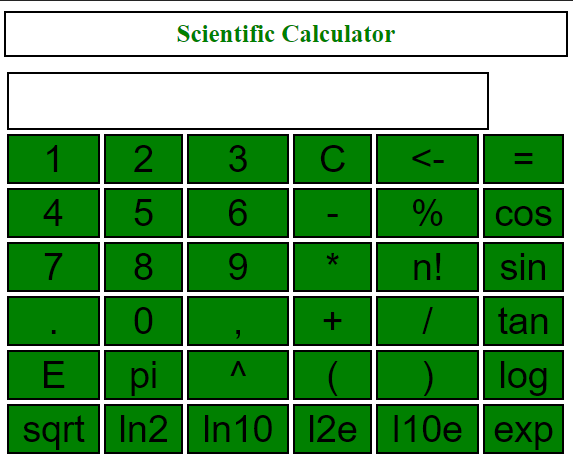 Scientific Calculator
1 2 3 C <- =
4 5 6 - % cos
7 8 9 * n! sin
. 0 , + / tan
E pi ^ ( ) log
sqrt ln2 ln10 l2e l10e exp